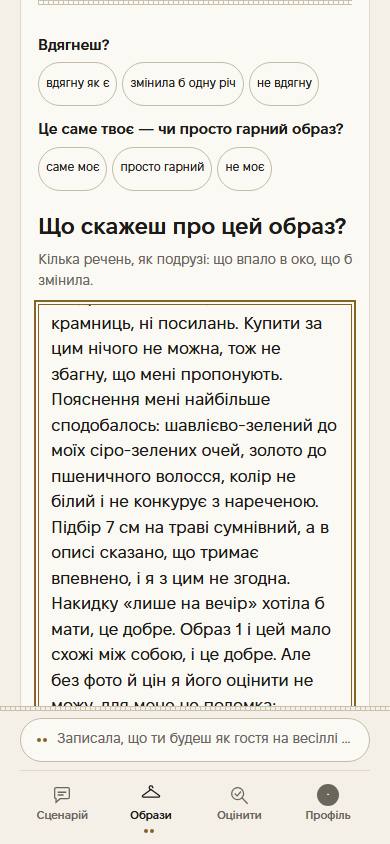 Вдягнеш?
вдягну як є
змінила б одну річ
не вдягну
Це саме твоє — чи просто гарний образ?
саме моє
просто гарний
не моє
Що скажеш про цей образ?
Кілька речень, як подрузі: що впало в око, що б
змінила.
крамниць, ні посилань. Купити за
цим нічого не можна, тож не
збагну, що мені пропонують.
Пояснення мені найбільше
сподобалось: шавлієво-зелений до
моїх сіро-зелених очей, золото до
пшеничного волосся, колір не
білий і не конкурує з нареченою.
Підбір 7 см на траві сумнівний, а в
описі сказано, що тримає
впевнено, і я з цим не згодна.
Накидку «лише на вечір» хотіла б
мати, це добре. Образ 1 і цей мало
схожі між собою, і це добре. Але
без фото й цін я його оцінити не
можу, для мене це
Записала, що ти будеш як гостя на весіллі ...
Сценарій
Образи
Оцінити
Профіль